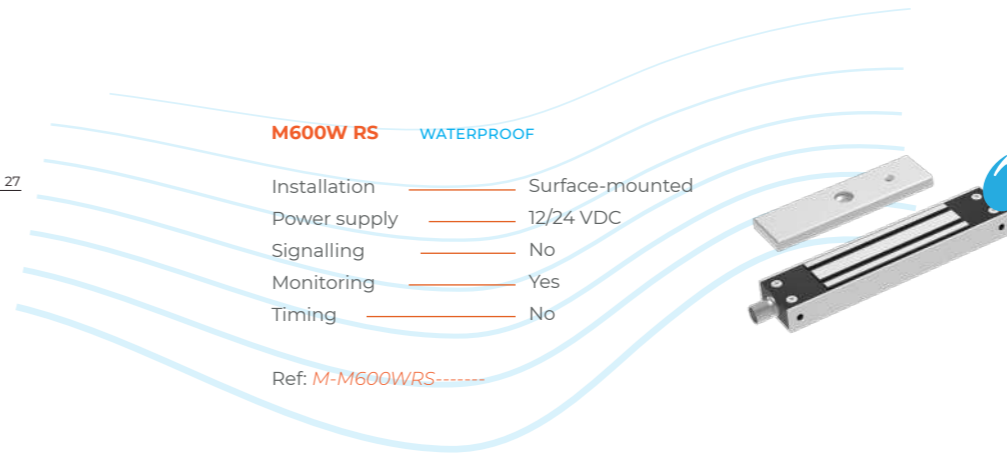 M600W RS WATERPROOF
27
Installation Surface-mounted
Power supply 12/24 VDC
Signalling No
Monitoring Yes
Timing No
Ref: M-M600WRS-------